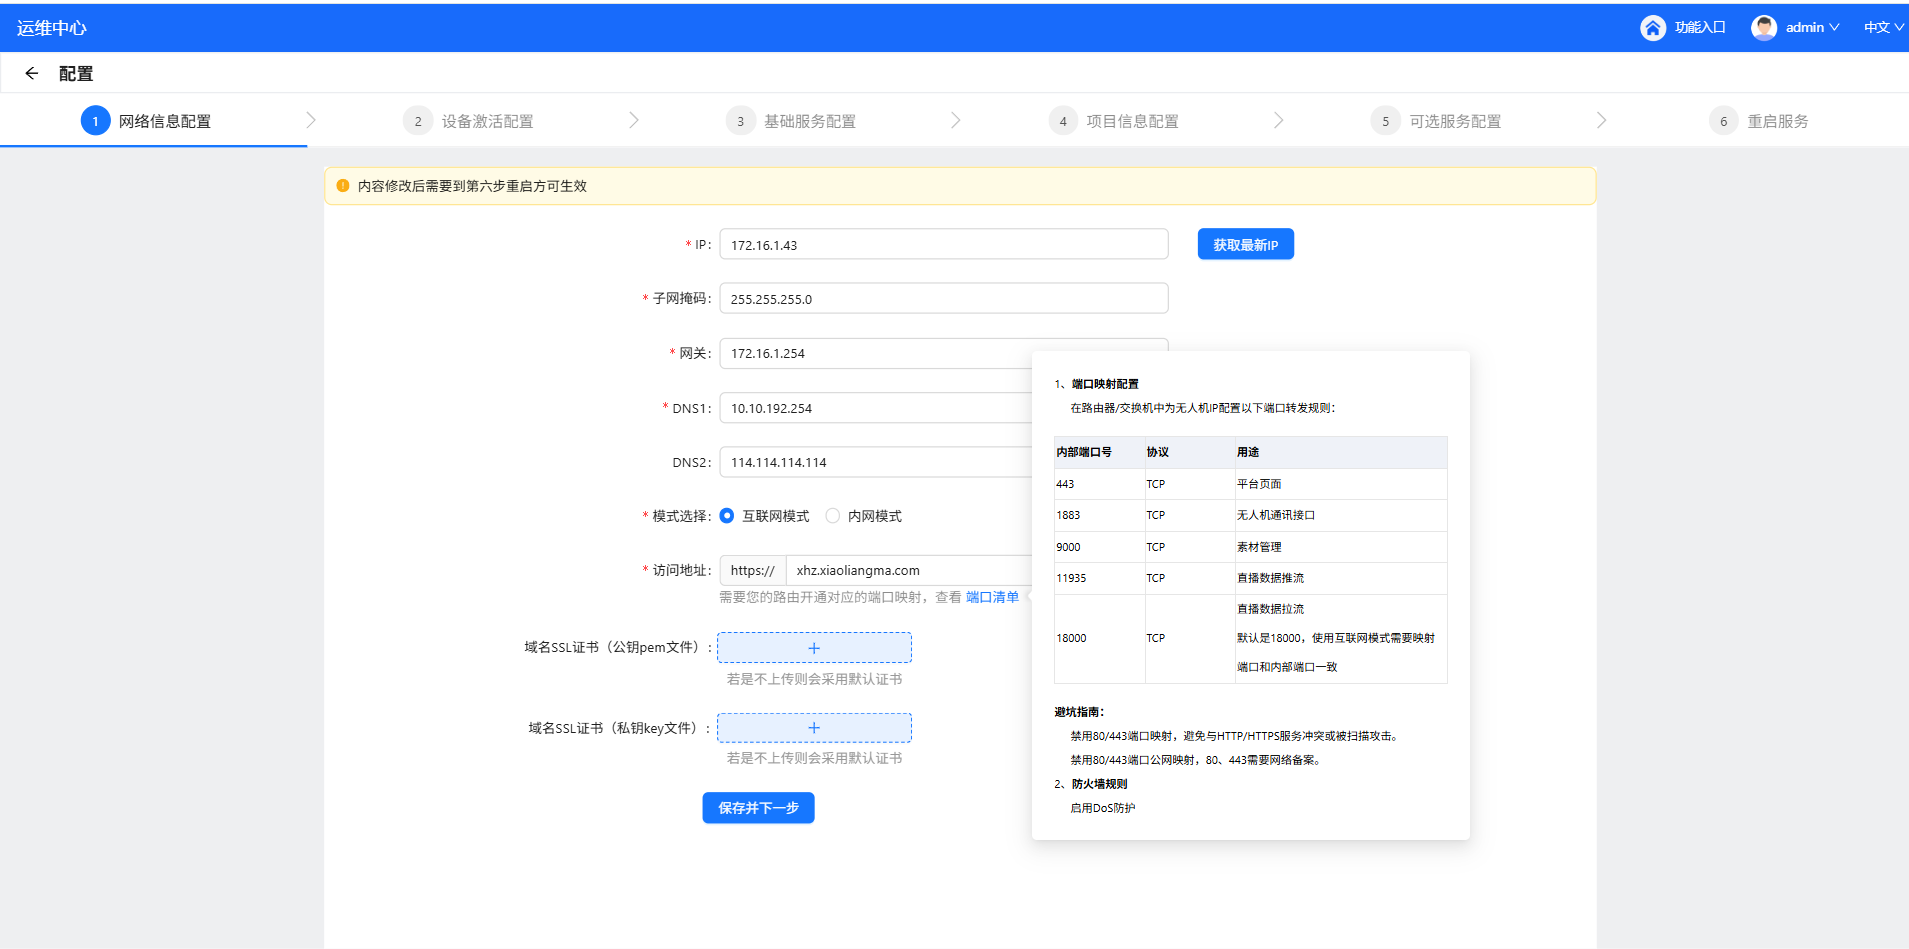 运维中心
功能入口
admin
中文
配置
1 网络信息配置
2 设备激活配置
3 基础服务配置
4 项目信息配置
5 可选服务配置
6 重启服务
内容修改后需要到第六步重启方可生效
* IP: 172.16.1.43
获取最新IP
* 子网掩码: 255.255.255.0
* 网关: 172.16.1.254
* DNS1: 10.10.192.254
DNS2: 114.114.114.114
* 模式选择: 互联网模式 内网模式
* 访问地址: https:// xhz.xiaoliangma.com
需要您的路由开通对应的端口映射，查看 端口清单
域名SSL证书（公钥pem文件）:
+
若是不上传则会采用默认证书
域名SSL证书（私钥key文件）:
+
若是不上传则会采用默认证书
保存并下一步
1、端口映射配置
在路由器/交换机中为无人机IP配置以下端口转发规则：
内部端口号 协议 用途
443 TCP 平台页面
1883 TCP 无人机通讯接口
9000 TCP 素材管理
11935 TCP 直播数据推流
18000 TCP 直播数据拉流
默认是18000，使用互联网模式需要映射
端口和内部端口一致
避坑指南：
禁用80/443端口映射，避免与HTTP/HTTPS服务冲突或被扫描攻击。
禁用80/443端口公网映射，80、443需要网络备案。
2、防火墙规则
启用DoS防护